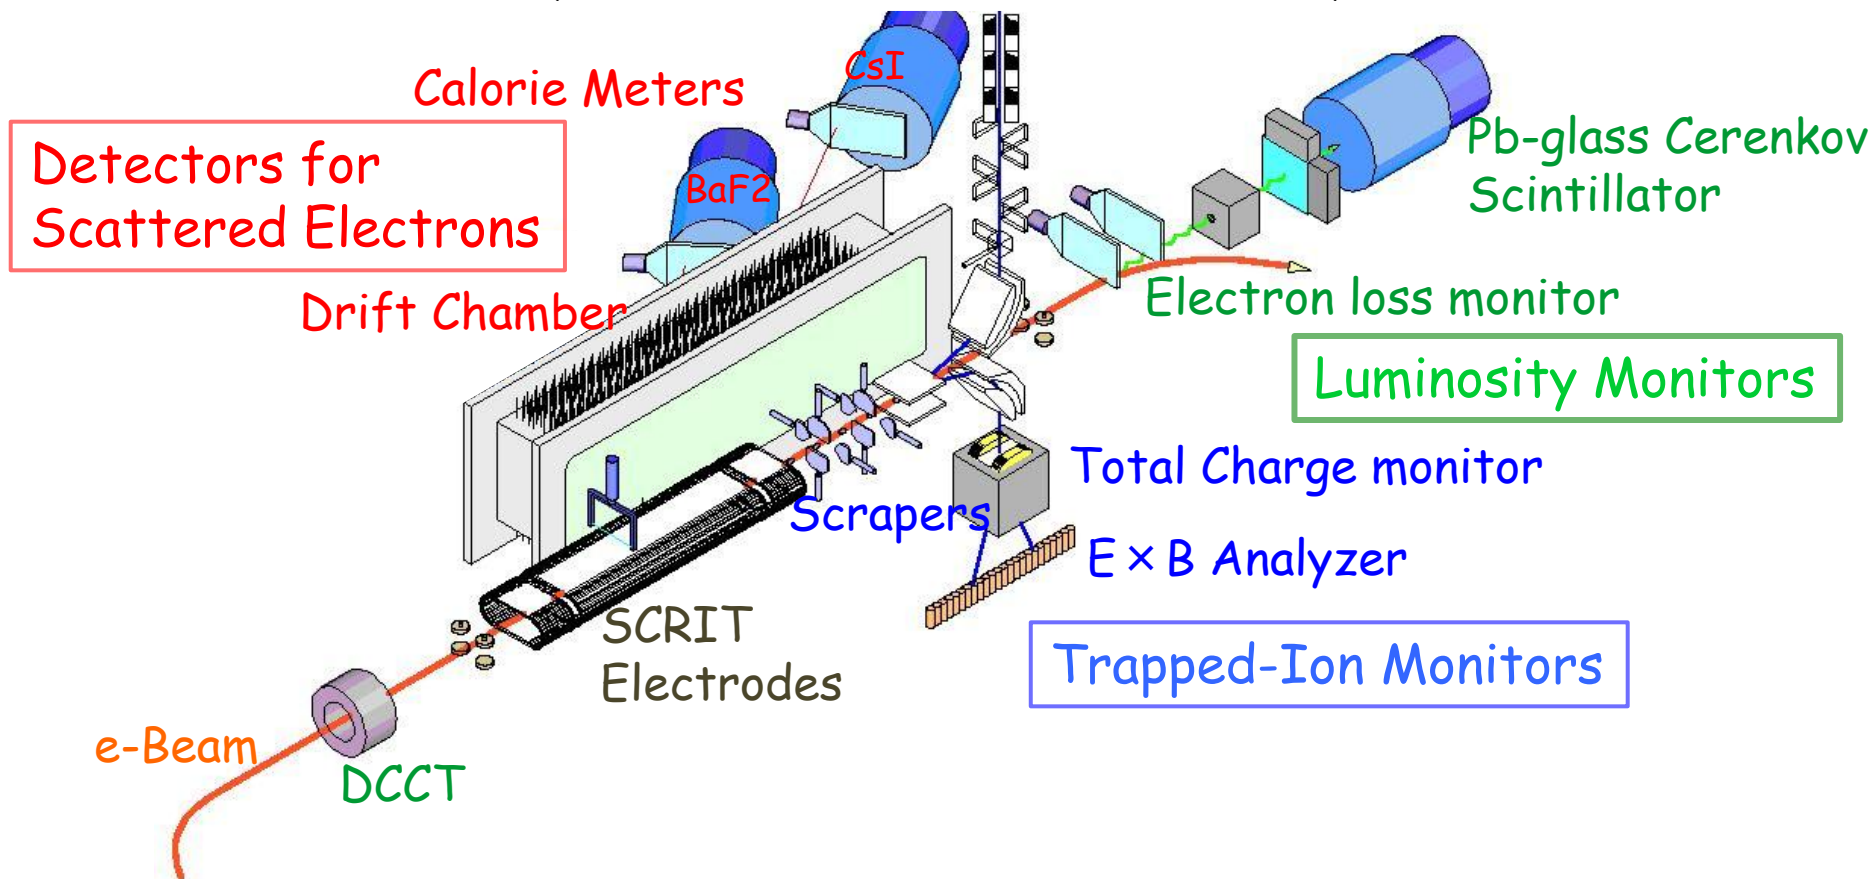 CsI
Calorie Meters
Detectors for
Scattered Electrons
BaF2
Pb-glass Cerenkov
Scintillator
Drift Chamber
Electron loss monitor
Luminosity Monitors
Total Charge monitor
Scrapers
E×B Analyzer
SCRIT
Electrodes
Trapped-Ion Monitors
e-Beam
DCCT